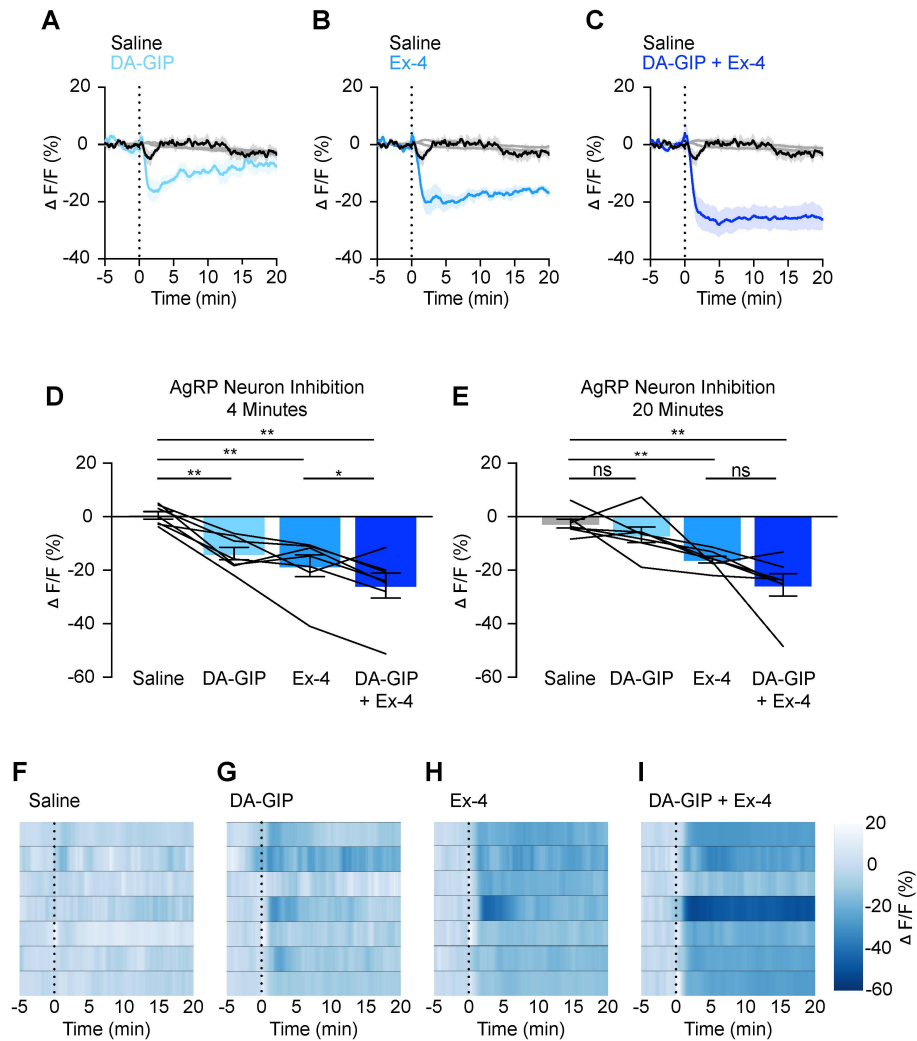 A
B
C
Saline
DA-GIP
Saline
Ex-4
Saline
DA-GIP + Ex-4
20
0
-20
-40
Δ F/F (%)
-5 0 5 10 15 20
Time (min)
20
0
-20
-40
Δ F/F (%)
-5 0 5 10 15 20
Time (min)
20
0
-20
-40
Δ F/F (%)
-5 0 5 10 15 20
Time (min)
D
AgRP Neuron Inhibition
4 Minutes
**
**
** *
20
0
-20
-40
-60
Δ F/F (%)
Saline DA-GIP Ex-4 DA-GIP
+ Ex-4
E
AgRP Neuron Inhibition
20 Minutes
**
**
ns ns
20
0
-20
-40
-60
Δ F/F (%)
Saline DA-GIP Ex-4 DA-GIP
+ Ex-4
F
Saline
-5 0 5 10 15 20
Time (min)
G
DA-GIP
-5 0 5 10 15 20
Time (min)
H
Ex-4
-5 0 5 10 15 20
Time (min)
I
DA-GIP + Ex-4
-5 0 5 10 15 20
Time (min)
20
0
-20
-40
-60
Δ F/F (%)